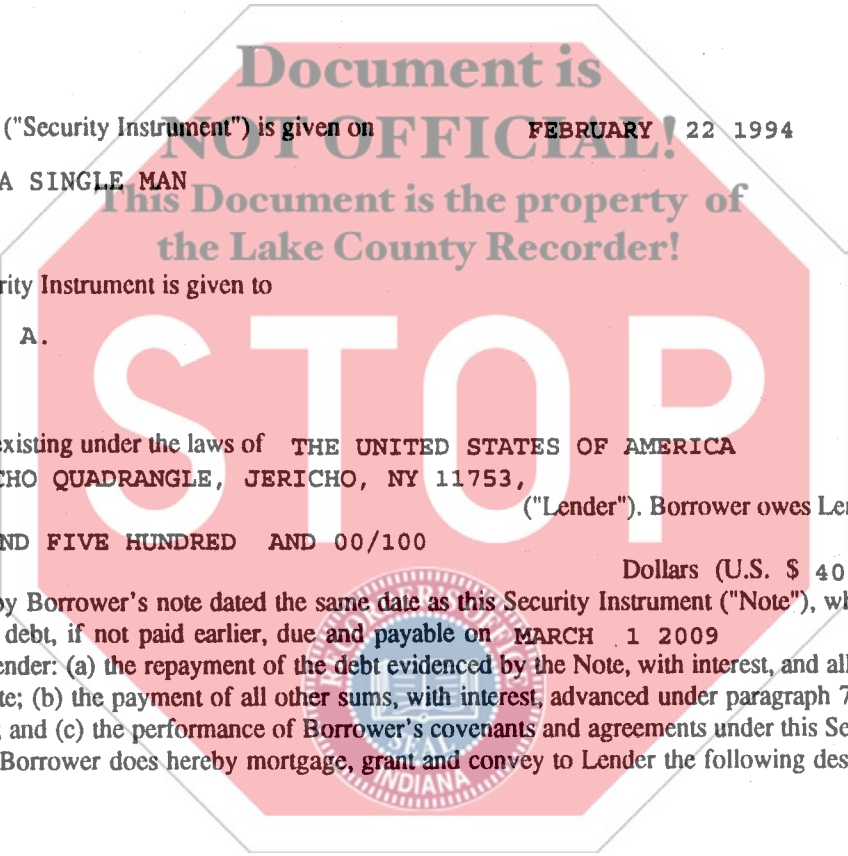 Document is
("Security Instrument") is given on FEBRUARY 22 1994
NOT OFFICIAL!
A SINGLE MAN
This Document is the property of
the Lake County Recorder!
rity Instrument is given to
A.
STOP
existing under the laws of THE UNITED STATES OF AMERICA
CHO QUADRANGLE, JERICHO, NY 11753,
("Lender"). Borrower owes Le
ND FIVE HUNDRED AND 00/100
Dollars (U.S. $ 40
by Borrower's note dated the same date as this Security Instrument ("Note"), wh
debt, if not paid earlier, due and payable on MARCH 1 2009
ender: (a) the repayment of the debt evidenced by the Note, with interest, and all
te; (b) the payment of all other sums, with interest, advanced under paragraph 7
; and (c) the performance of Borrower's covenants and agreements under this Se
Borrower does hereby mortgage, grant and convey to Lender the following des
RECORDER'S OFFICE
SEAL
INDIANA